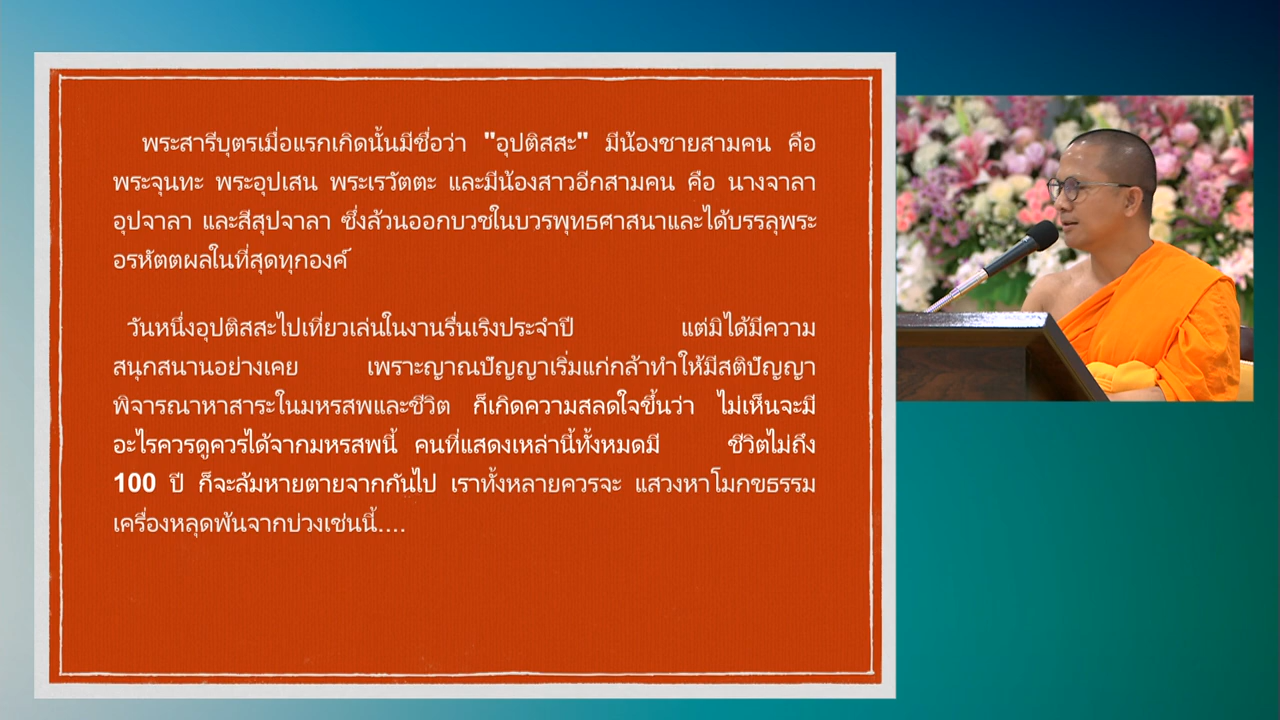 พระสารีบุตรเมื่อแรกเกิดนั้นมีชื่อว่า "อุปติสสะ" มีน้องชายสามคน คือ
พระจุนทะ พระอุปเสน พระเรวัตตะ และมีน้องสาวอีกสามคน คือ นางจาลา
อุปจาลา และสีสุปจาลา ซึ่งล้วนออกบวชในบวรพุทธศาสนาและได้บรรลุพระ
อรหัตตผลในที่สุดทุกองค์
วันหนึ่งอุปติสสะไปเที่ยวเล่นในงานรื่นเริงประจำปี แต่มิได้มีความ
สนุกสนานอย่างเคย เพราะญาณปัญญาเริ่มแก่กล้าทำให้มีสติปัญญา
พิจารณาหาสาระในมหรสพและชีวิต ก็เกิดความสลดใจขึ้นว่า ไม่เห็นจะมี
อะไรควรดูควรได้จากมหรสพนี้ คนที่แสดงเหล่านี้ทั้งหมดมี ชีวิตไม่ถึง
100 ปี ก็จะล้มหายตายจากกันไป เราทั้งหลายควรจะ แสวงหาโมกขธรรม
เครื่องหลุดพ้นจากบ่วงเช่นนี้....